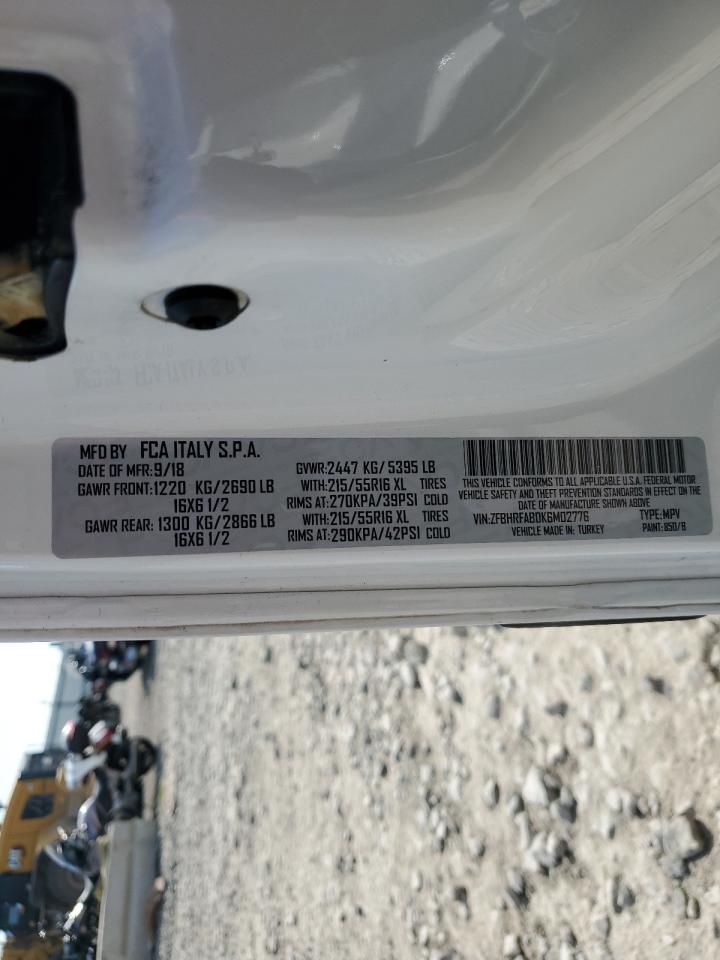 MFD BY FCA ITALY S.P.A.
DATE OF MFR:9/18
GVWR:2447 KG/5395 LB
GAWR FRONT:1220 KG/2690 LB
WITH:215/55R16 XL TIRES
16X6 1/2
RIMS AT:270KPA/39PSI COLD
GAWR REAR:1300 KG/2866 LB
WITH:215/55R16 XL TIRES
16X6 1/2
RIMS AT:290KPA/42PSI COLD
THIS VEHICLE CONFORMS TO ALL APPLICABLE U.S.A. FEDERAL MOTOR
VEHICLE SAFETY AND THEFT PREVENTION STANDARDS IN EFFECT ON THE
DATE OF MANUFACTURE SHOWN ABOVE
VIN:ZFBHRFAB0K6M02776 TYPE:MPV
VEHICLE MADE IN: TURKEY PAINT: 850/B